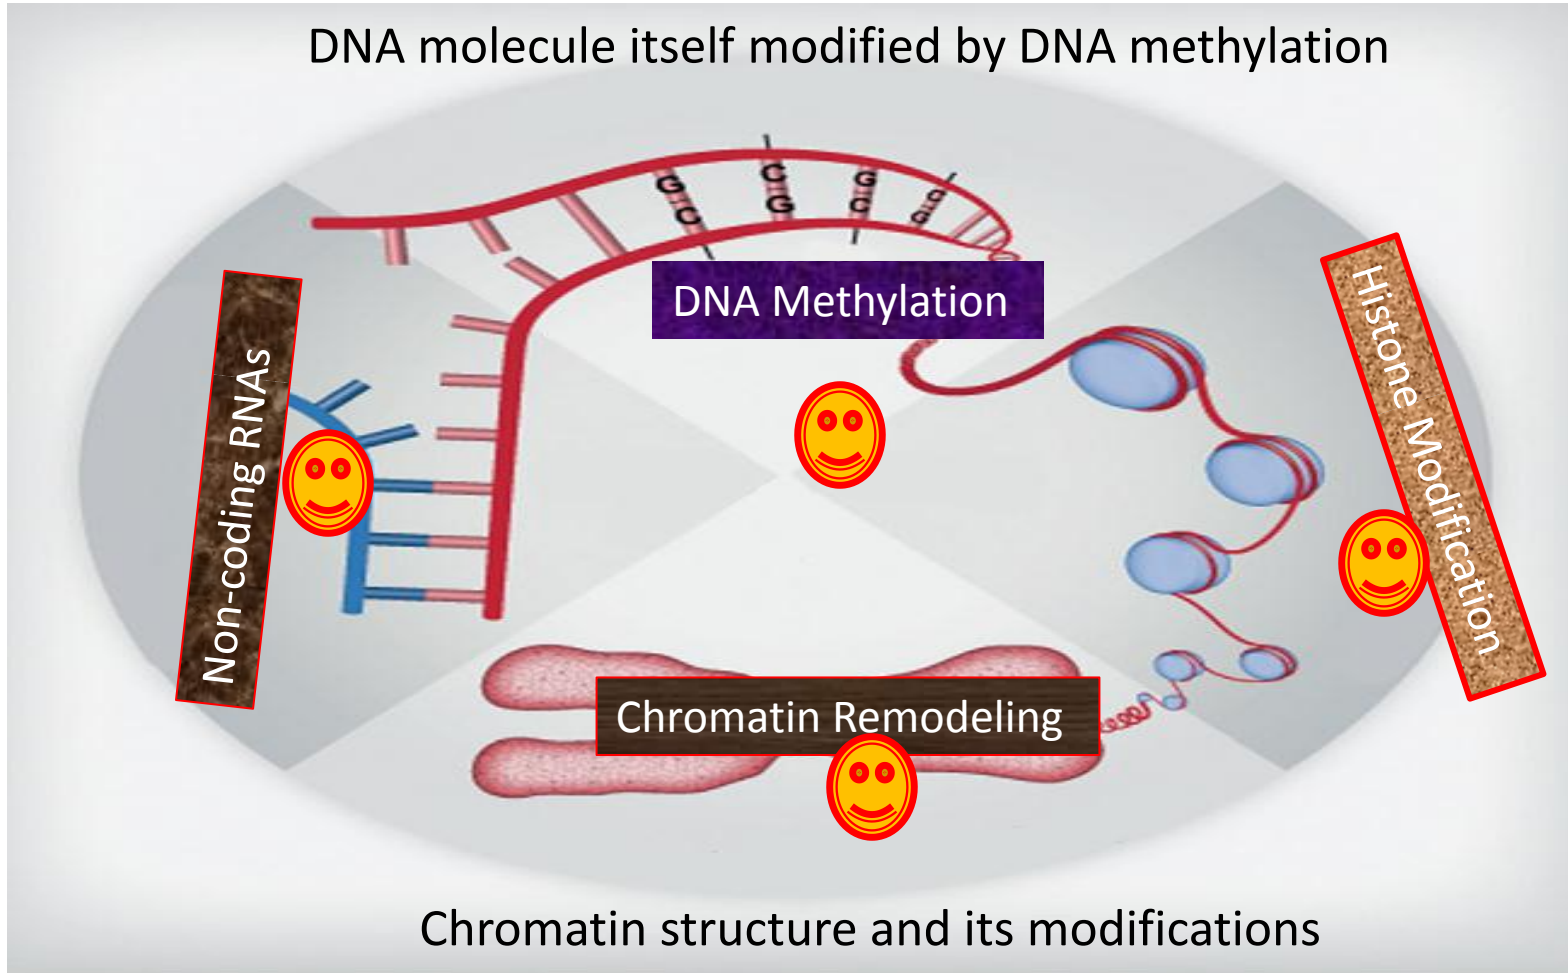 DNA molecule itself modified by DNA methylation
G C G C
C G C G
DNA Methylation
Histone Modification
Non-coding RNAs
Chromatin Remodeling
Chromatin structure and its modifications